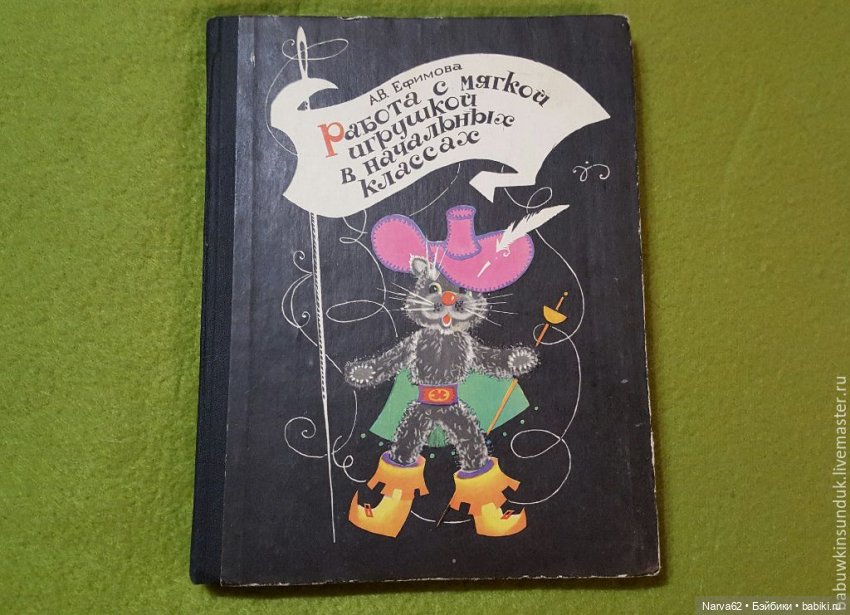 А.В. Ефимова
Работа с мягкой
игрушкой
в начальных
классах
babuwkinsunduk.livemaster.ru
Narva62 • Бэйбики • babiki.ru